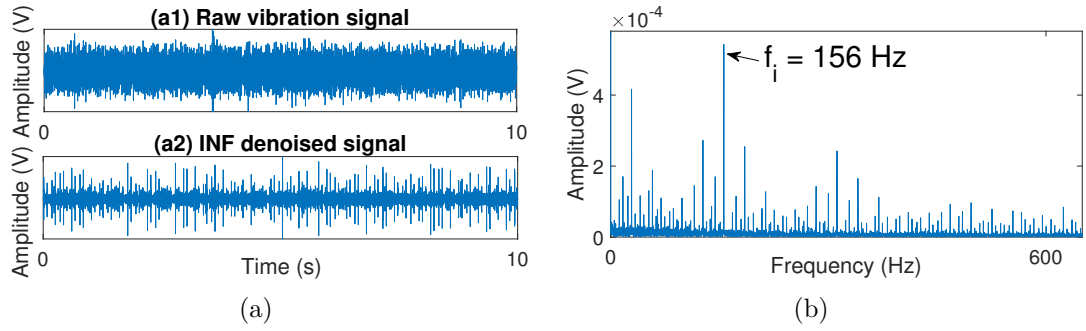 (a1) Raw vibration signal
Amplitude (V)
0
10
(a2) INF denoised signal
Amplitude (V)
0
Time (s)
10
(a)
×10⁻⁴
f_i = 156 Hz
Amplitude (V)
4
2
0
0
Frequency (Hz)
600
(b)